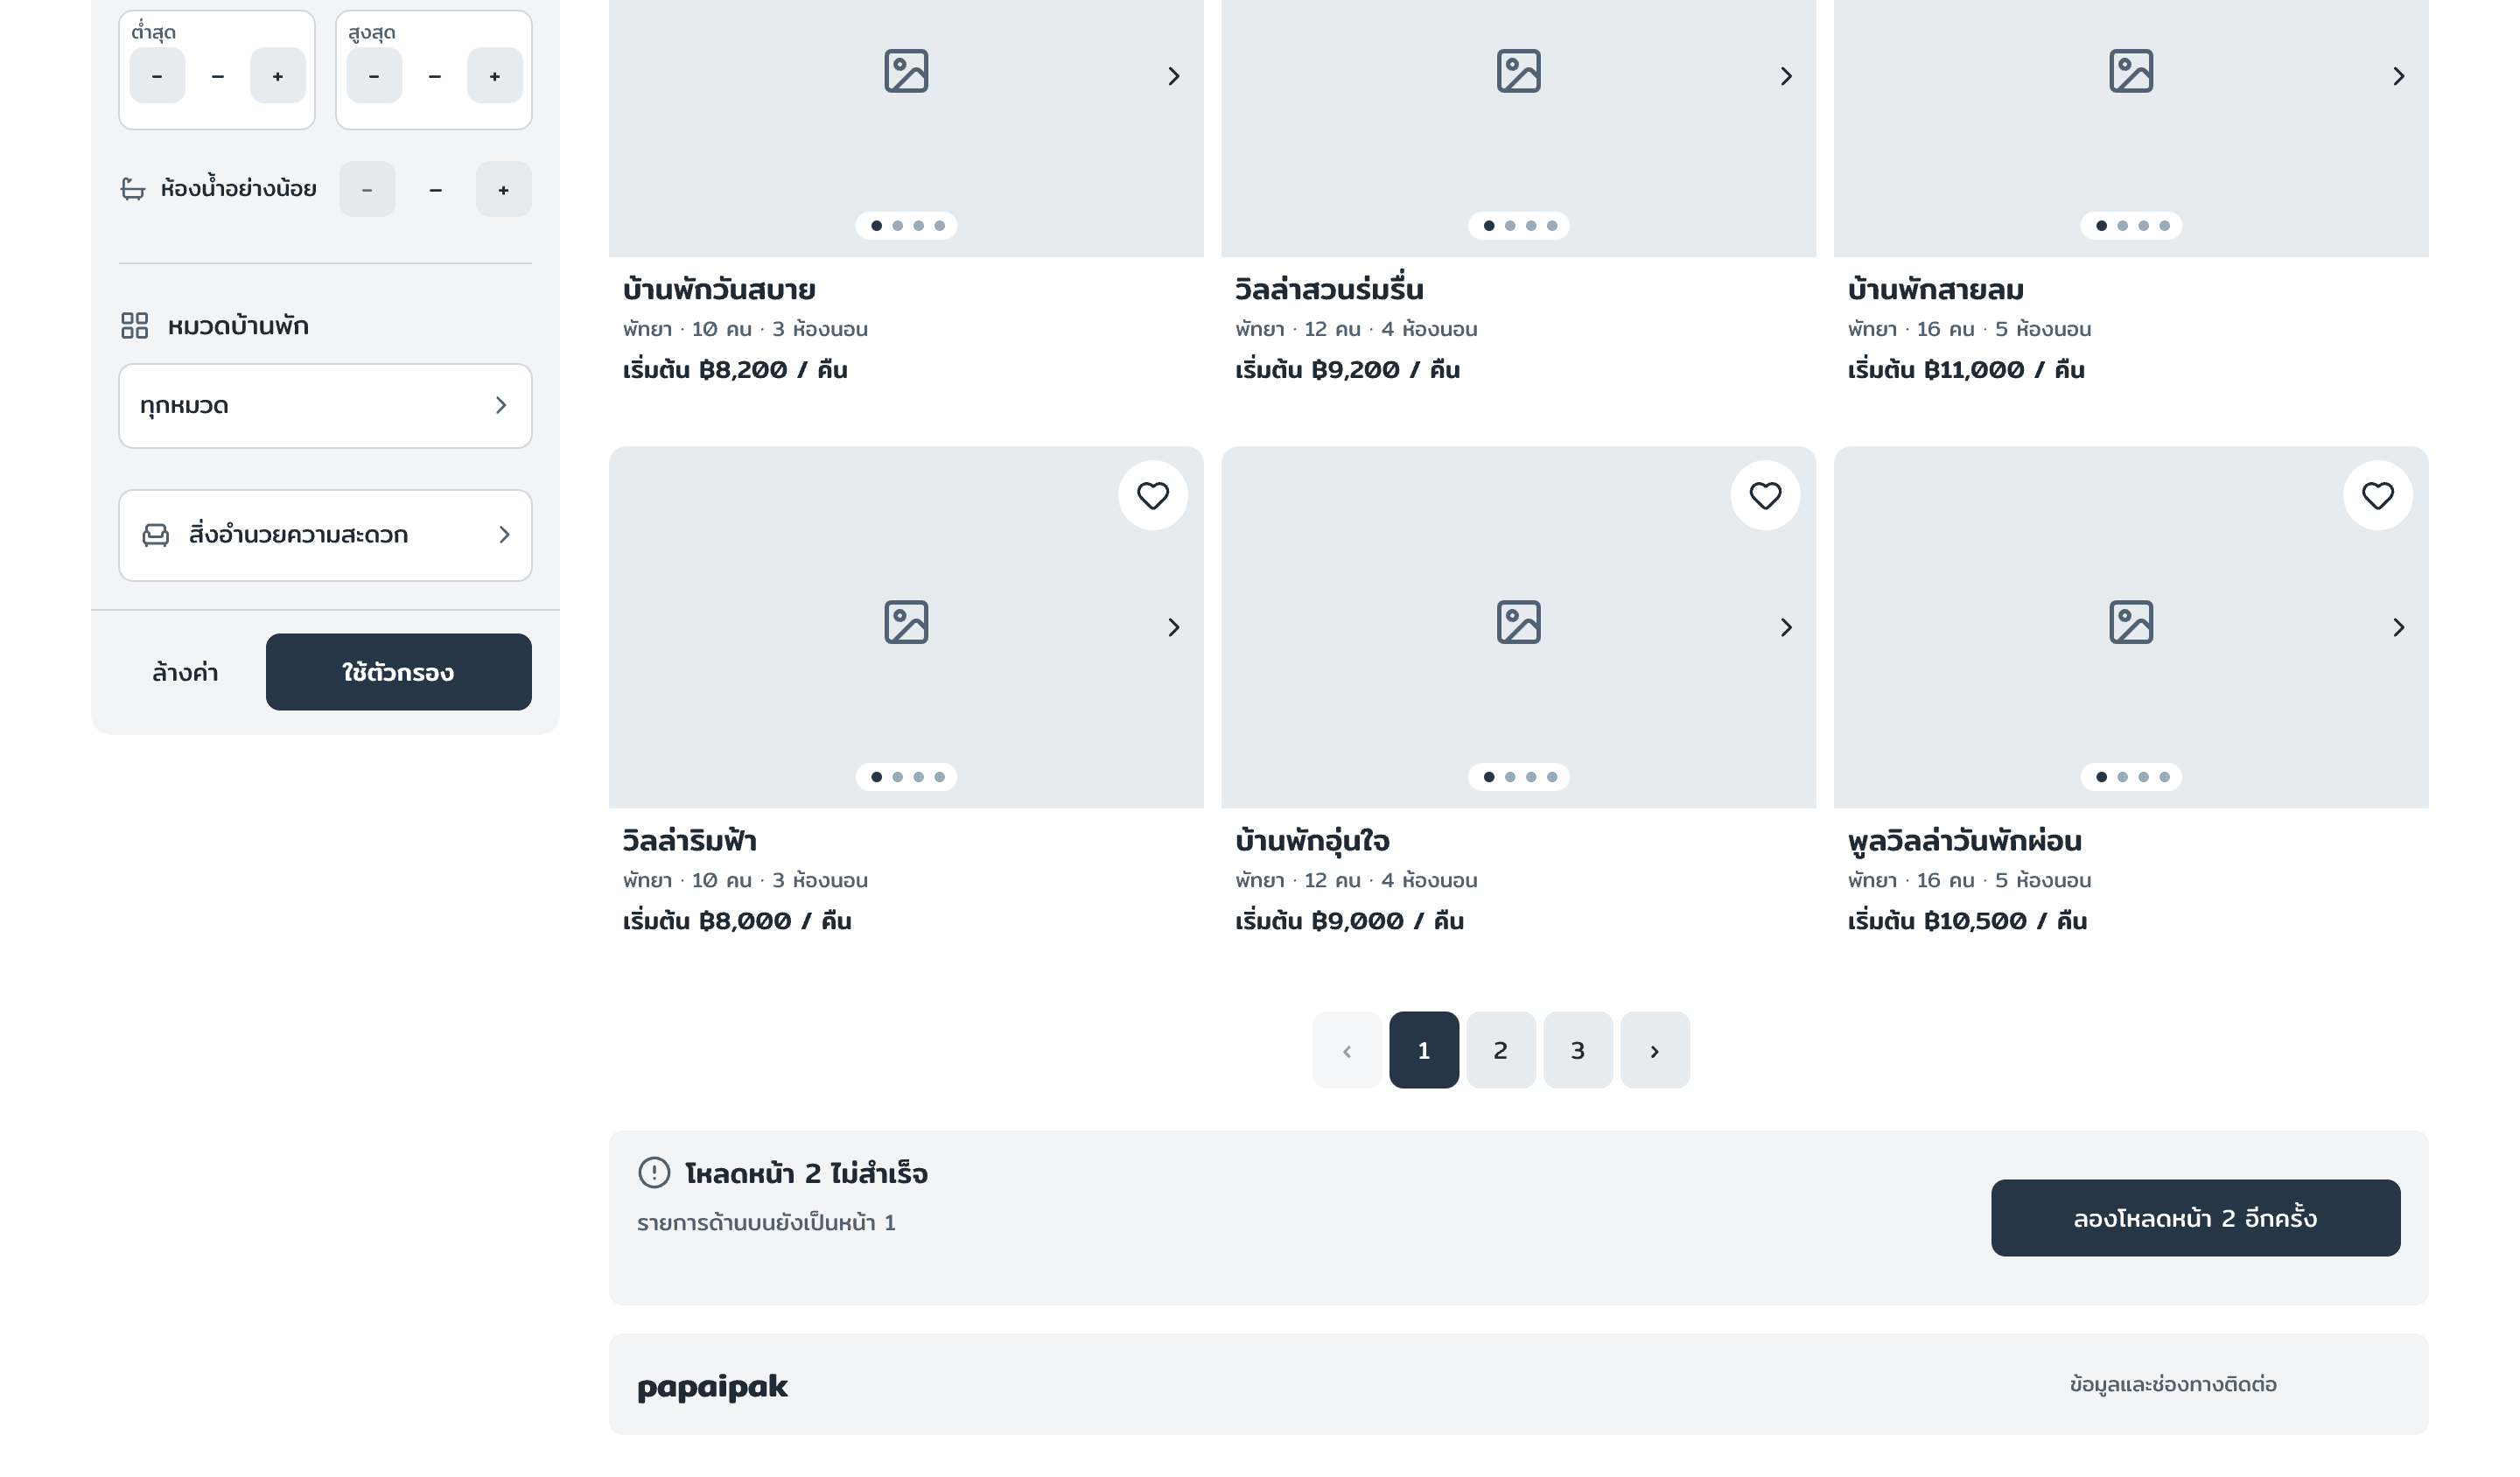 ต่ำสุด
สูงสุด
- – +
- – +
ห้องน้ำอย่างน้อย - – +
หมวดบ้านพัก
ทุกหมวด
สิ่งอำนวยความสะดวก
ล้างค่า
ใช้ตัวกรอง
บ้านพักวันสบาย
พัทยา · 10 คน · 3 ห้องนอน
เริ่มต้น ฿8,200 / คืน
วิลล่าสวนร่มรื่น
พัทยา · 12 คน · 4 ห้องนอน
เริ่มต้น ฿9,200 / คืน
บ้านพักสายลม
พัทยา · 16 คน · 5 ห้องนอน
เริ่มต้น ฿11,000 / คืน
วิลล่าริมฟ้า
พัทยา · 10 คน · 3 ห้องนอน
เริ่มต้น ฿8,000 / คืน
บ้านพักอุ่นใจ
พัทยา · 12 คน · 4 ห้องนอน
เริ่มต้น ฿9,000 / คืน
พูลวิลล่าวันพักผ่อน
พัทยา · 16 คน · 5 ห้องนอน
เริ่มต้น ฿10,500 / คืน
‹ 1 2 3 ›
โหลดหน้า 2 ไม่สำเร็จ
รายการด้านบนยังเป็นหน้า 1
ลองโหลดหน้า 2 อีกครั้ง
papaipak
ข้อมูลและช่องทางติดต่อ